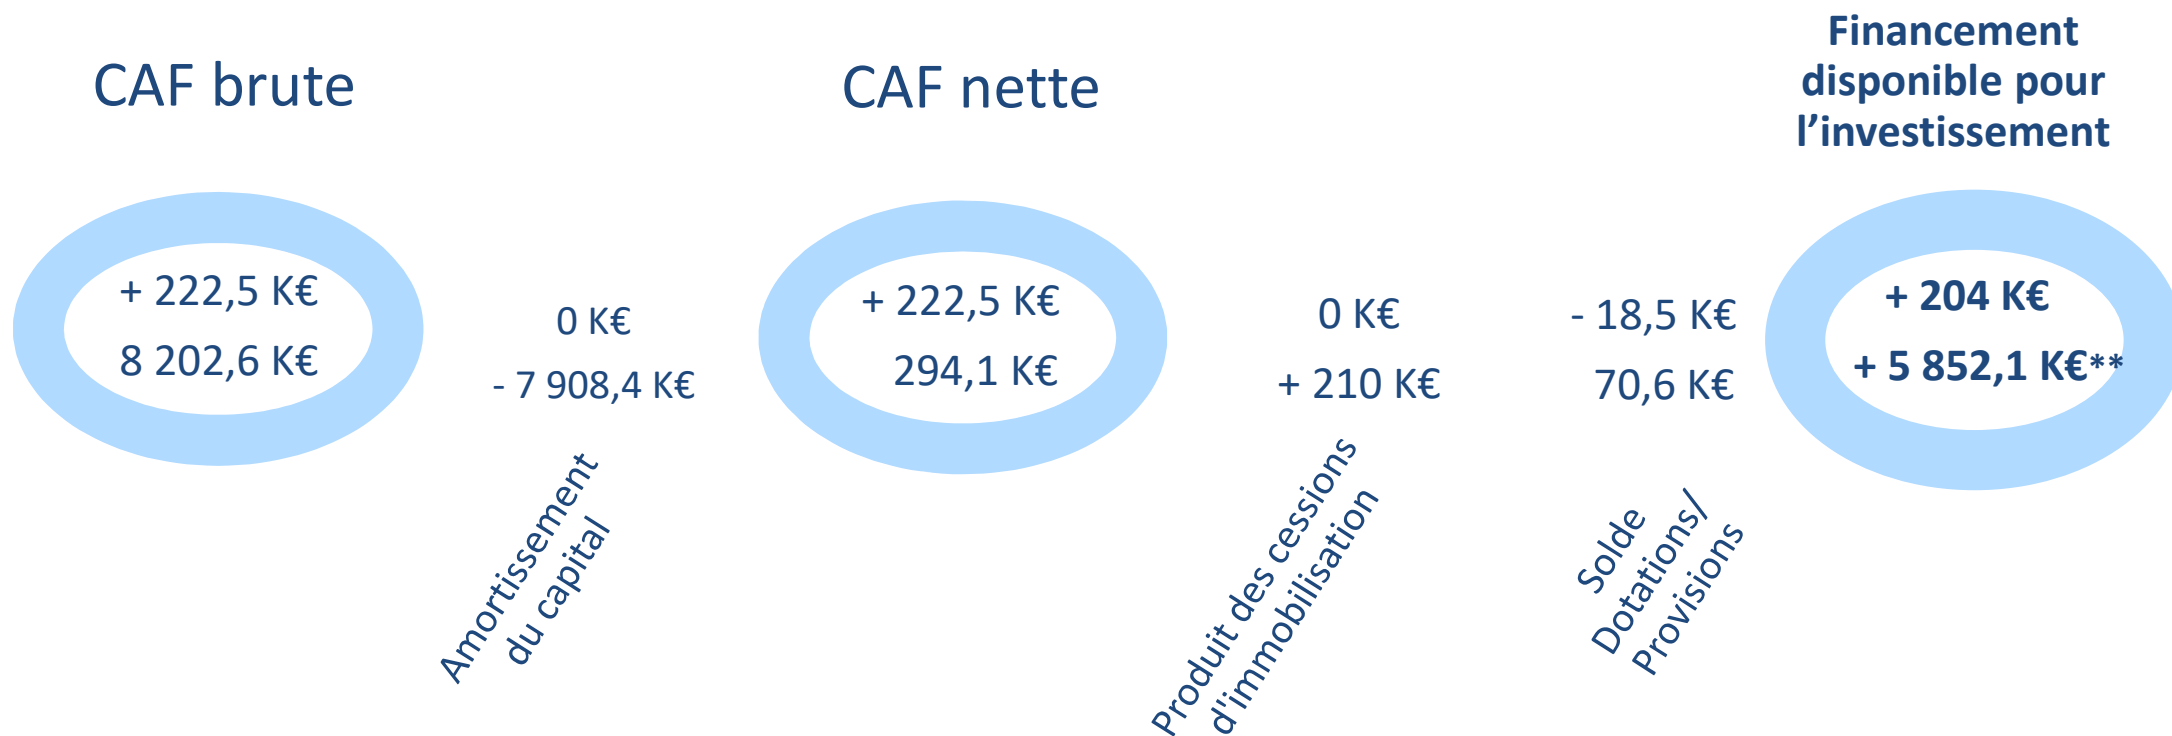 CAF brute
CAF nette
Financement
disponible pour
l’investissement
+ 222,5 K€
8 202,6 K€
0 K€
- 7 908,4 K€
+ 222,5 K€
294,1 K€
0 K€
+ 210 K€
- 18,5 K€
70,6 K€
+ 204 K€
+ 5 852,1 K€**
Amortissement
du capital
Produit des cessions
d'immobilisation
Solde
Dotations/
Provisions